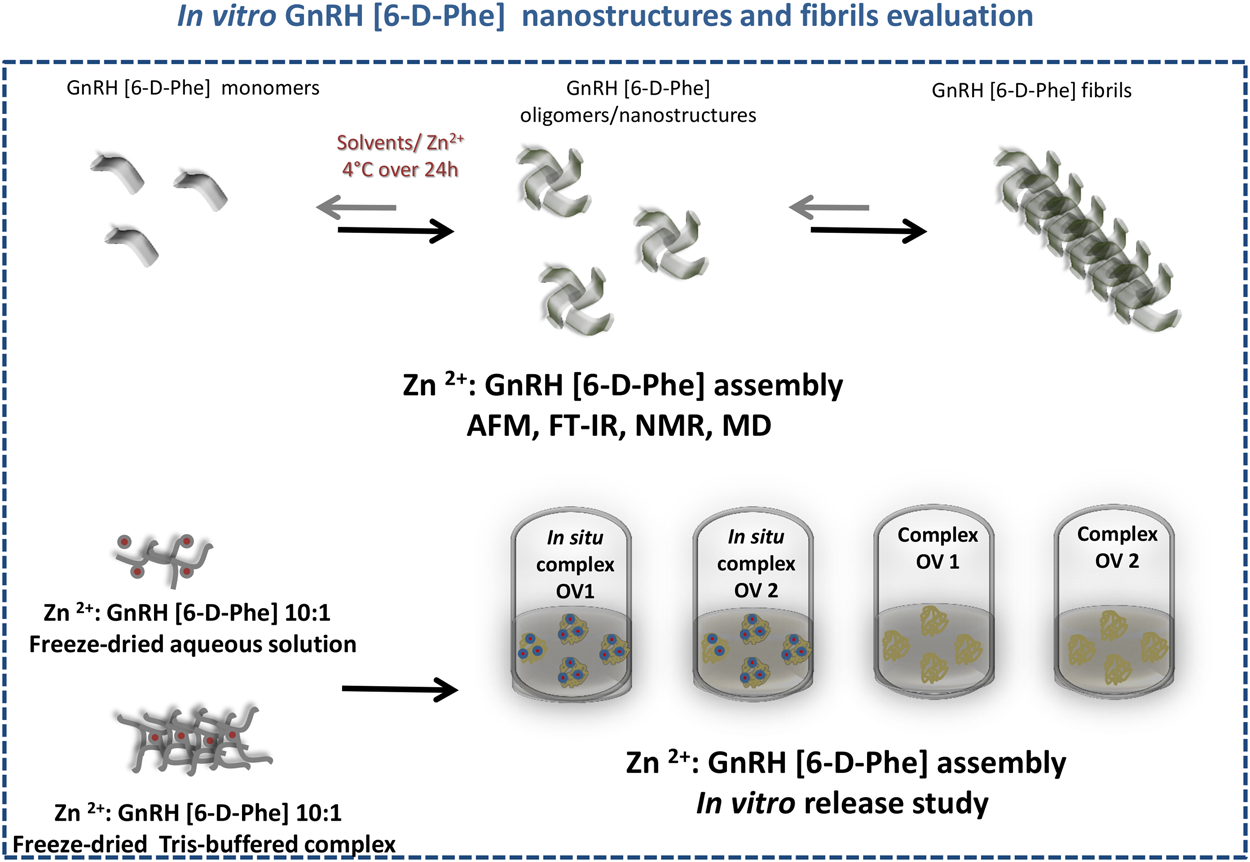 In vitro GnRH [6-D-Phe] nanostructures and fibrils evaluation
GnRH [6-D-Phe] monomers
GnRH [6-D-Phe]
oligomers/nanostructures
GnRH [6-D-Phe] fibrils
Solvents/ Zn²⁺
4°C over 24h
Zn ²⁺: GnRH [6-D-Phe] assembly
AFM, FT-IR, NMR, MD
Zn ²⁺: GnRH [6-D-Phe] 10:1
Freeze-dried aqueous solution
Zn ²⁺: GnRH [6-D-Phe] 10:1
Freeze-dried Tris-buffered complex
In situ
complex
OV1
In situ
complex
OV 2
Complex
OV 1
Complex
OV 2
Zn ²⁺: GnRH [6-D-Phe] assembly
In vitro release study